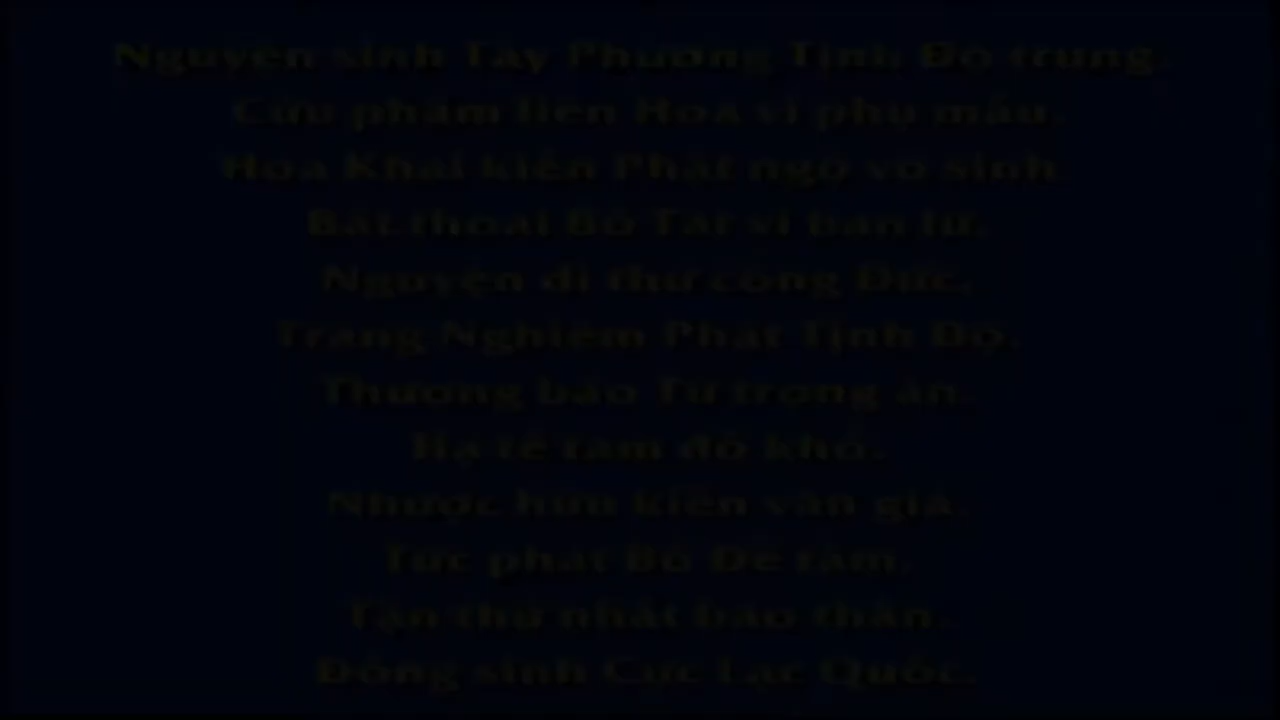 Nguyện sinh Tây Phương Tịnh Độ trung.
Cửu phẩm liên Hoa vi phụ mẫu.
Hoa Khai kiến Phật ngộ vô sinh.
Bất thoái Bồ Tát vi bạn lữ.
Nguyện dĩ thử công Đức.
Trang Nghiêm Phật Tịnh Độ.
Thượng báo Tứ trọng ân.
Hạ tế tam đồ khổ.
Nhược hữu kiến văn giả.
Tức phát Bồ Đề tâm.
Tận thử nhất báo thân.
Đồng sinh Cực Lạc Quốc.